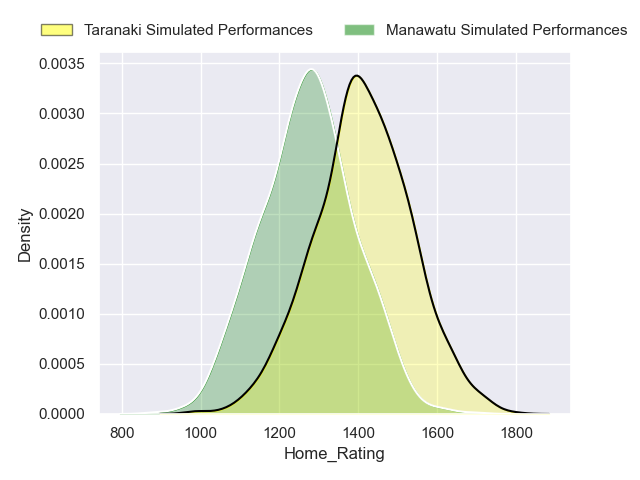 Taranaki Simulated Performances
Manawatu Simulated Performances
0.0035
0.0030
0.0025
0.0020
0.0015
0.0010
0.0005
0.0000
Density
800 1000 1200 1400 1600 1800
Home_Rating